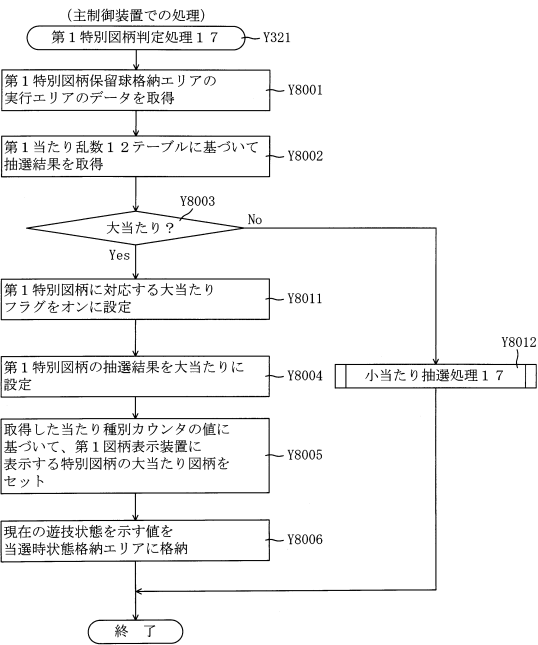 (主制御装置での処理)
第1特別図柄判定処理17
Y321
第1特別図柄保留球格納エリアの
実行エリアのデータを取得
Y8001
第1当たり乱数12テーブルに基づいて
抽選結果を取得
Y8002
Y8003
大当たり?
No
Yes
第1特別図柄に対応する大当たり
フラグをオンに設定
Y8011
Y8012
小当たり抽選処理17
第1特別図柄の抽選結果を大当たりに
設定
Y8004
取得した当たり種別カウンタの値に
基づいて、第1図柄表示装置に
表示する特別図柄の大当たり図柄を
セット
Y8005
現在の遊技状態を示す値を
当選時状態格納エリアに格納
Y8006
終 了